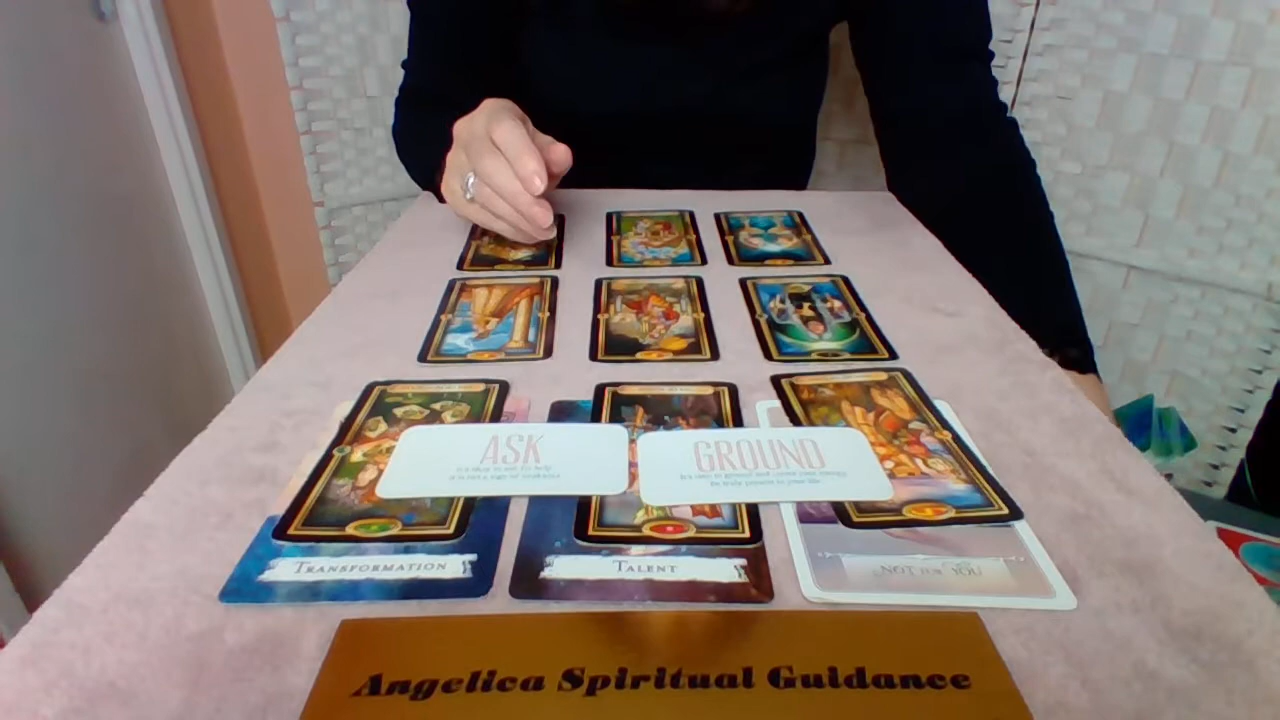 ASK
It's okay to ask for help
it is not a sign of weakness
GROUND
It's time to ground and center your energy
Be truly present in your life
TRANSFORMATION
TALENT
NOT FOR YOU
Angelica Spiritual Guidance